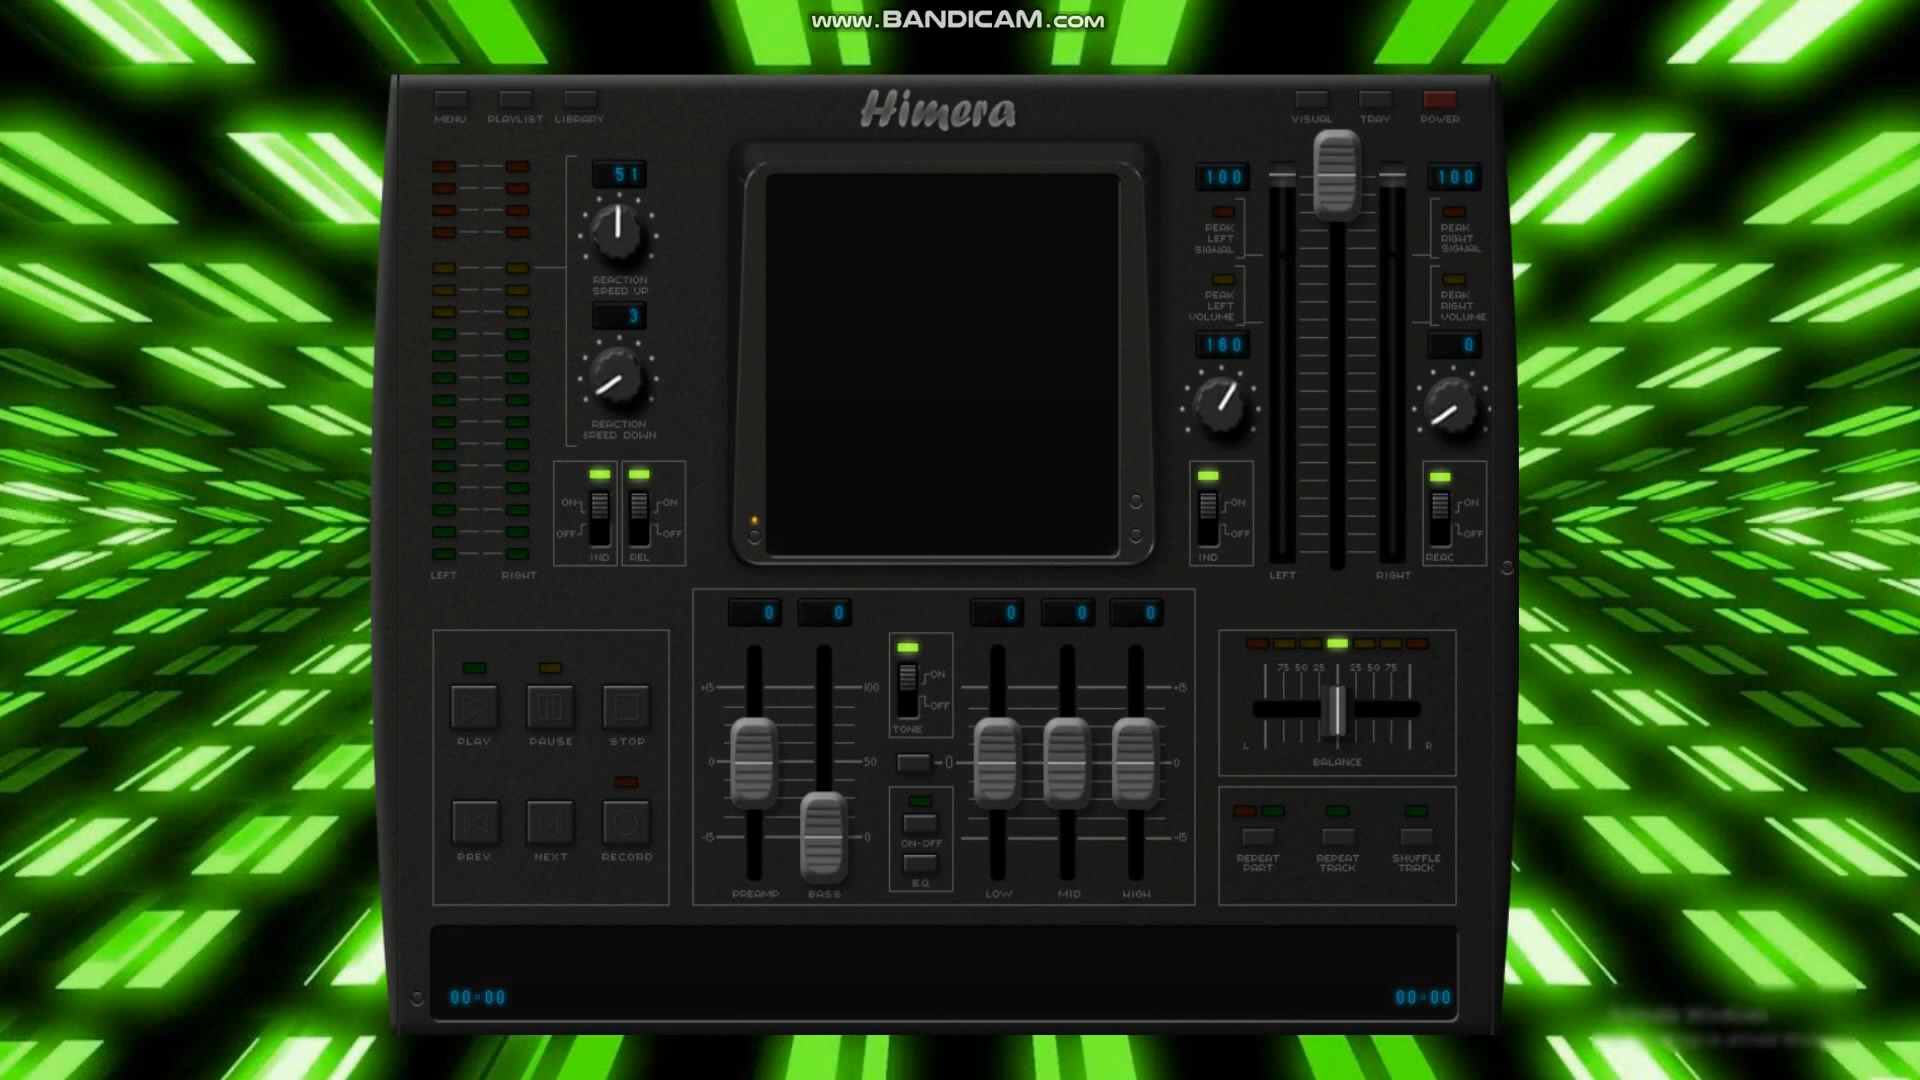 www.BANDICAM.com
Himera
MENU
PLAYLIST
LIBRARY
VISUAL
TRAY
POWER
51
REACTION
SPEED UP
3
REACTION
SPEED DOWN
ON
OFF
IND
ON
OFF
REL
LEFT
RIGHT
100
PEAK
LEFT
SIGNAL
PEAK
LEFT
VOLUME
160
ON
OFF
IND
LEFT
RIGHT
100
PEAK
RIGHT
SIGNAL
PEAK
RIGHT
VOLUME
0
ON
OFF
REAC
PLAY
PAUSE
STOP
PREV
NEXT
RECORD
0
0
0
0
0
+15
0
-15
100
50
0
ON
OFF
TONE
0
ON-OFF
EQ
+15
0
-15
PREAMP
BASS
LOW
MID
HIGH
75 50 25 25 50 75
L
R
BALANCE
REPEAT
PART
REPEAT
TRACK
SHUFFLE
TRACK
00:00
00:00